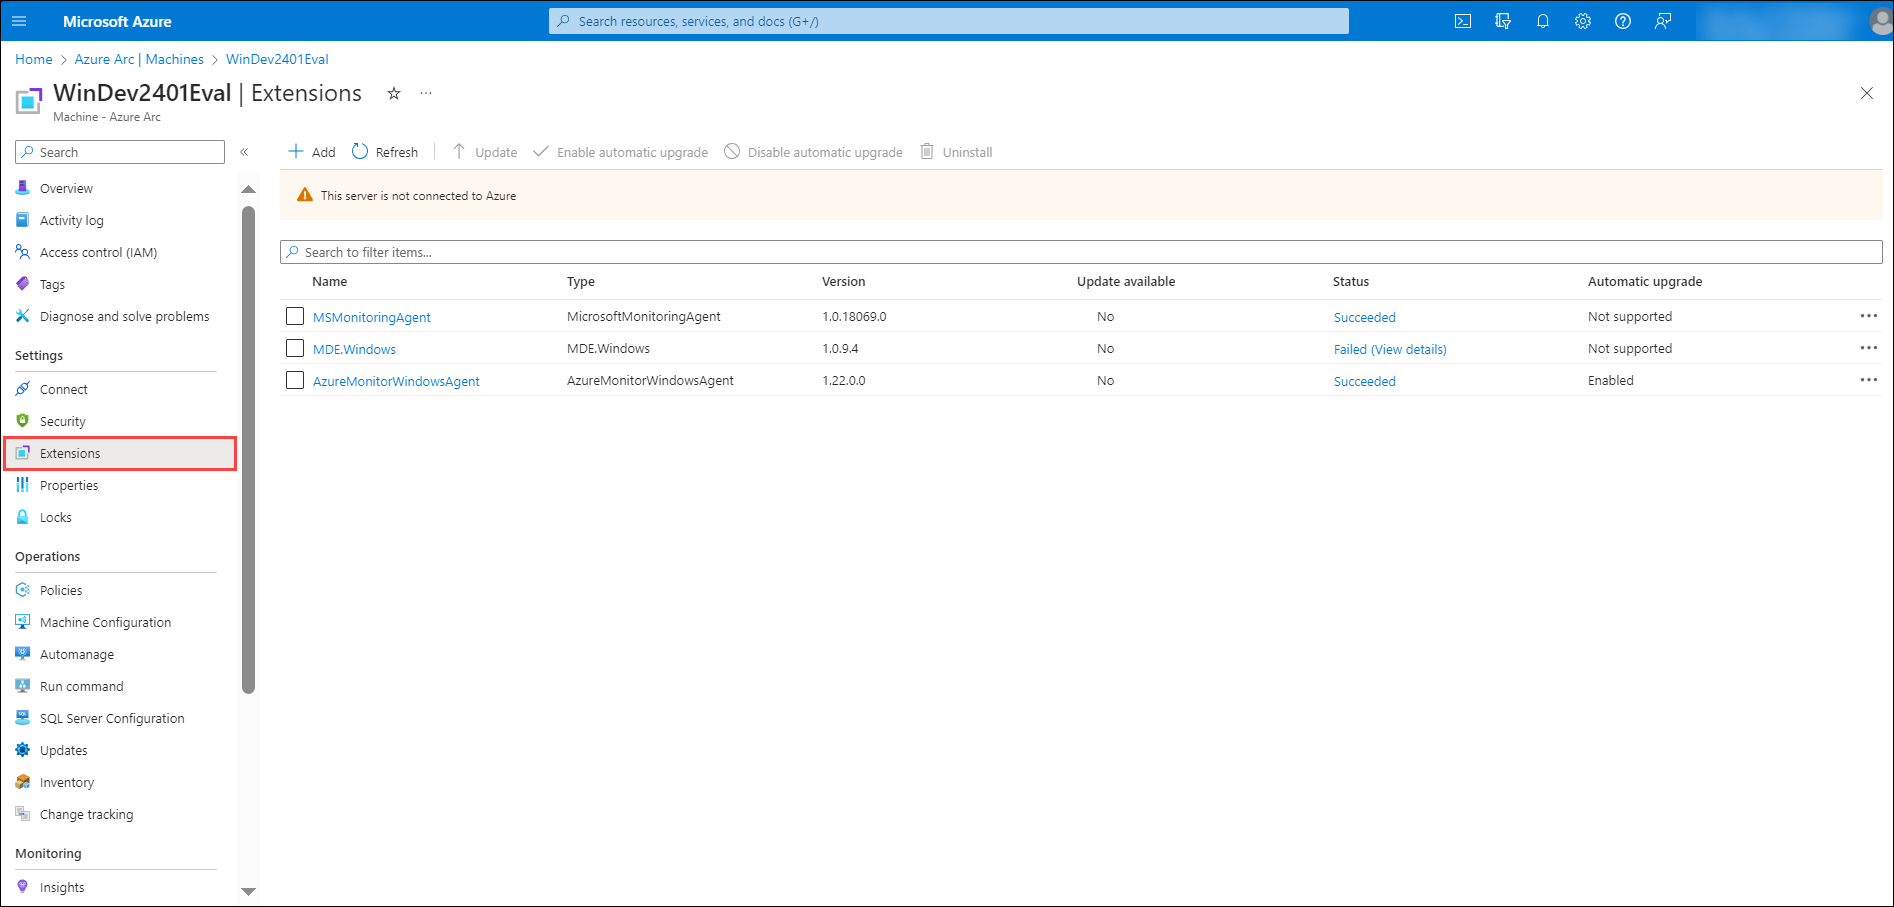 Microsoft Azure
Search resources, services, and docs (G+/)
Home > Azure Arc | Machines > WinDev2401Eval
WinDev2401Eval | Extensions
Machine - Azure Arc
Search
Overview
Activity log
Access control (IAM)
Tags
Diagnose and solve problems
Settings
Connect
Security
Extensions
Properties
Locks
Operations
Policies
Machine Configuration
Automanage
Run command
SQL Server Configuration
Updates
Inventory
Change tracking
Monitoring
Insights
Add Refresh Update Enable automatic upgrade Disable automatic upgrade Uninstall
This server is not connected to Azure
Search to filter items...
Name Type Version Update available Status Automatic upgrade
MSMonitoringAgent MicrosoftMonitoringAgent 1.0.18069.0 No Succeeded Not supported
MDE.Windows MDE.Windows 1.0.9.4 No Failed (View details) Not supported
AzureMonitorWindowsAgent AzureMonitorWindowsAgent 1.22.0.0 No Succeeded Enabled